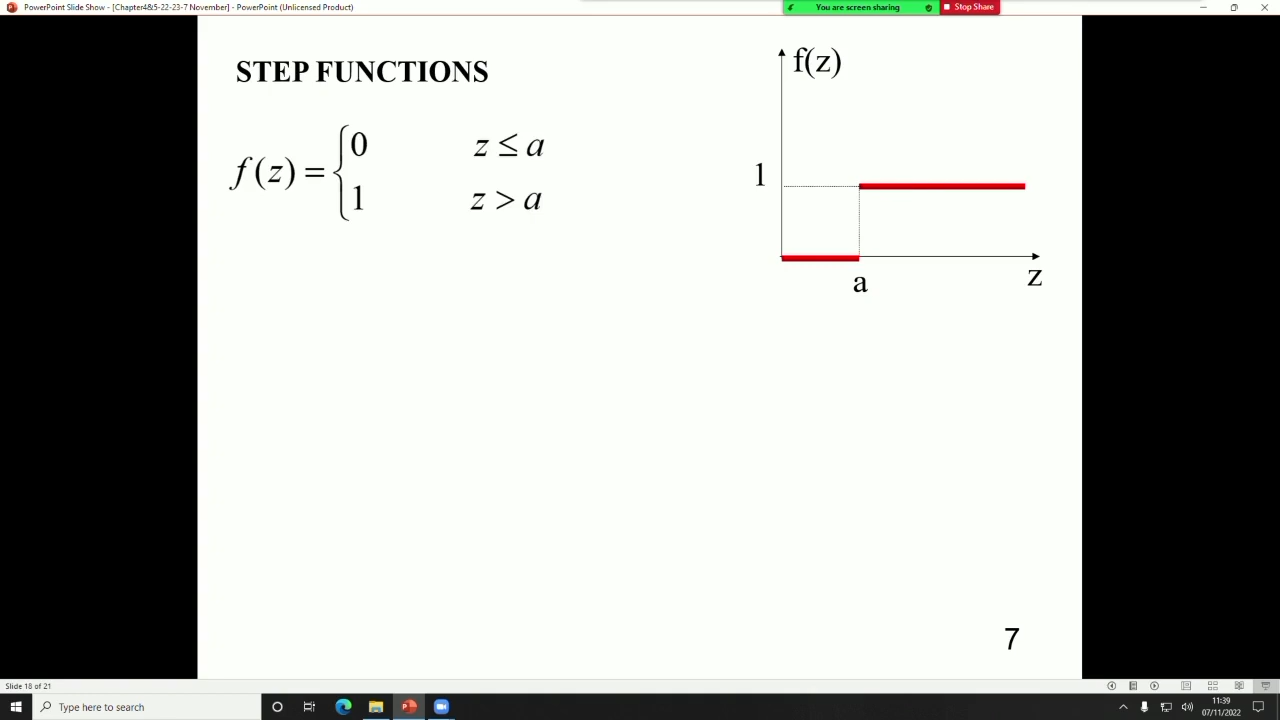 PowerPoint Slide Show - [Chapter4&5-22-23-7 November] - PowerPoint (Unlicensed Product)
You are screen sharing
Stop Share
STEP FUNCTIONS
f(z) = {0 z ≤ a
1 z > a
f(z)
1
a
z
7
Slide 18 of 21
Type here to search
11:39
07/11/2022